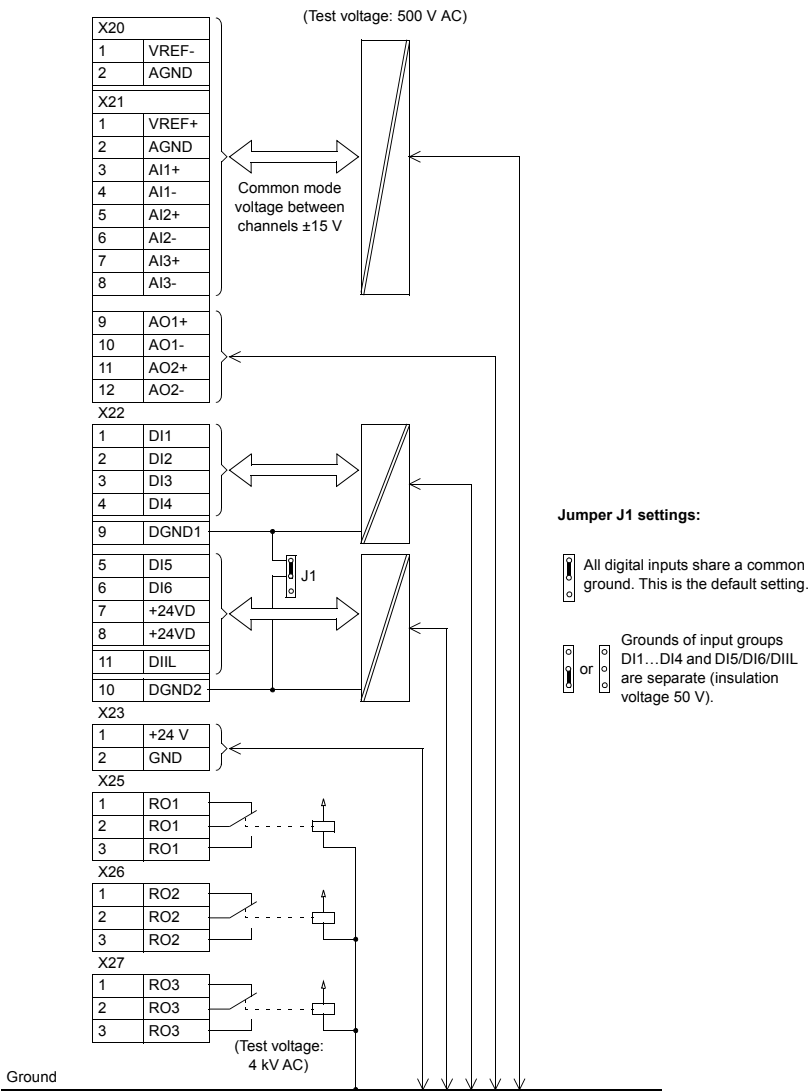 (Test voltage: 500 V AC)
X20
1 VREF-
2 AGND
X21
1 VREF+
2 AGND
3 AI1+
4 AI1-
5 AI2+
6 AI2-
7 AI3+
8 AI3-
Common mode
voltage between
channels ±15 V
9 AO1+
10 AO1-
11 AO2+
12 AO2-
X22
1 DI1
2 DI2
3 DI3
4 DI4
9 DGND1
5 DI5
6 DI6
7 +24VD
8 +24VD
11 DIIL
10 DGND2
J1
Jumper J1 settings:
All digital inputs share a common
ground. This is the default setting.
or
Grounds of input groups
DI1…DI4 and DI5/DI6/DIIL
are separate (insulation
voltage 50 V).
X23
1 +24 V
2 GND
X25
1 RO1
2 RO1
3 RO1
X26
1 RO2
2 RO2
3 RO2
X27
1 RO3
2 RO3
3 RO3
(Test voltage:
4 kV AC)
Ground